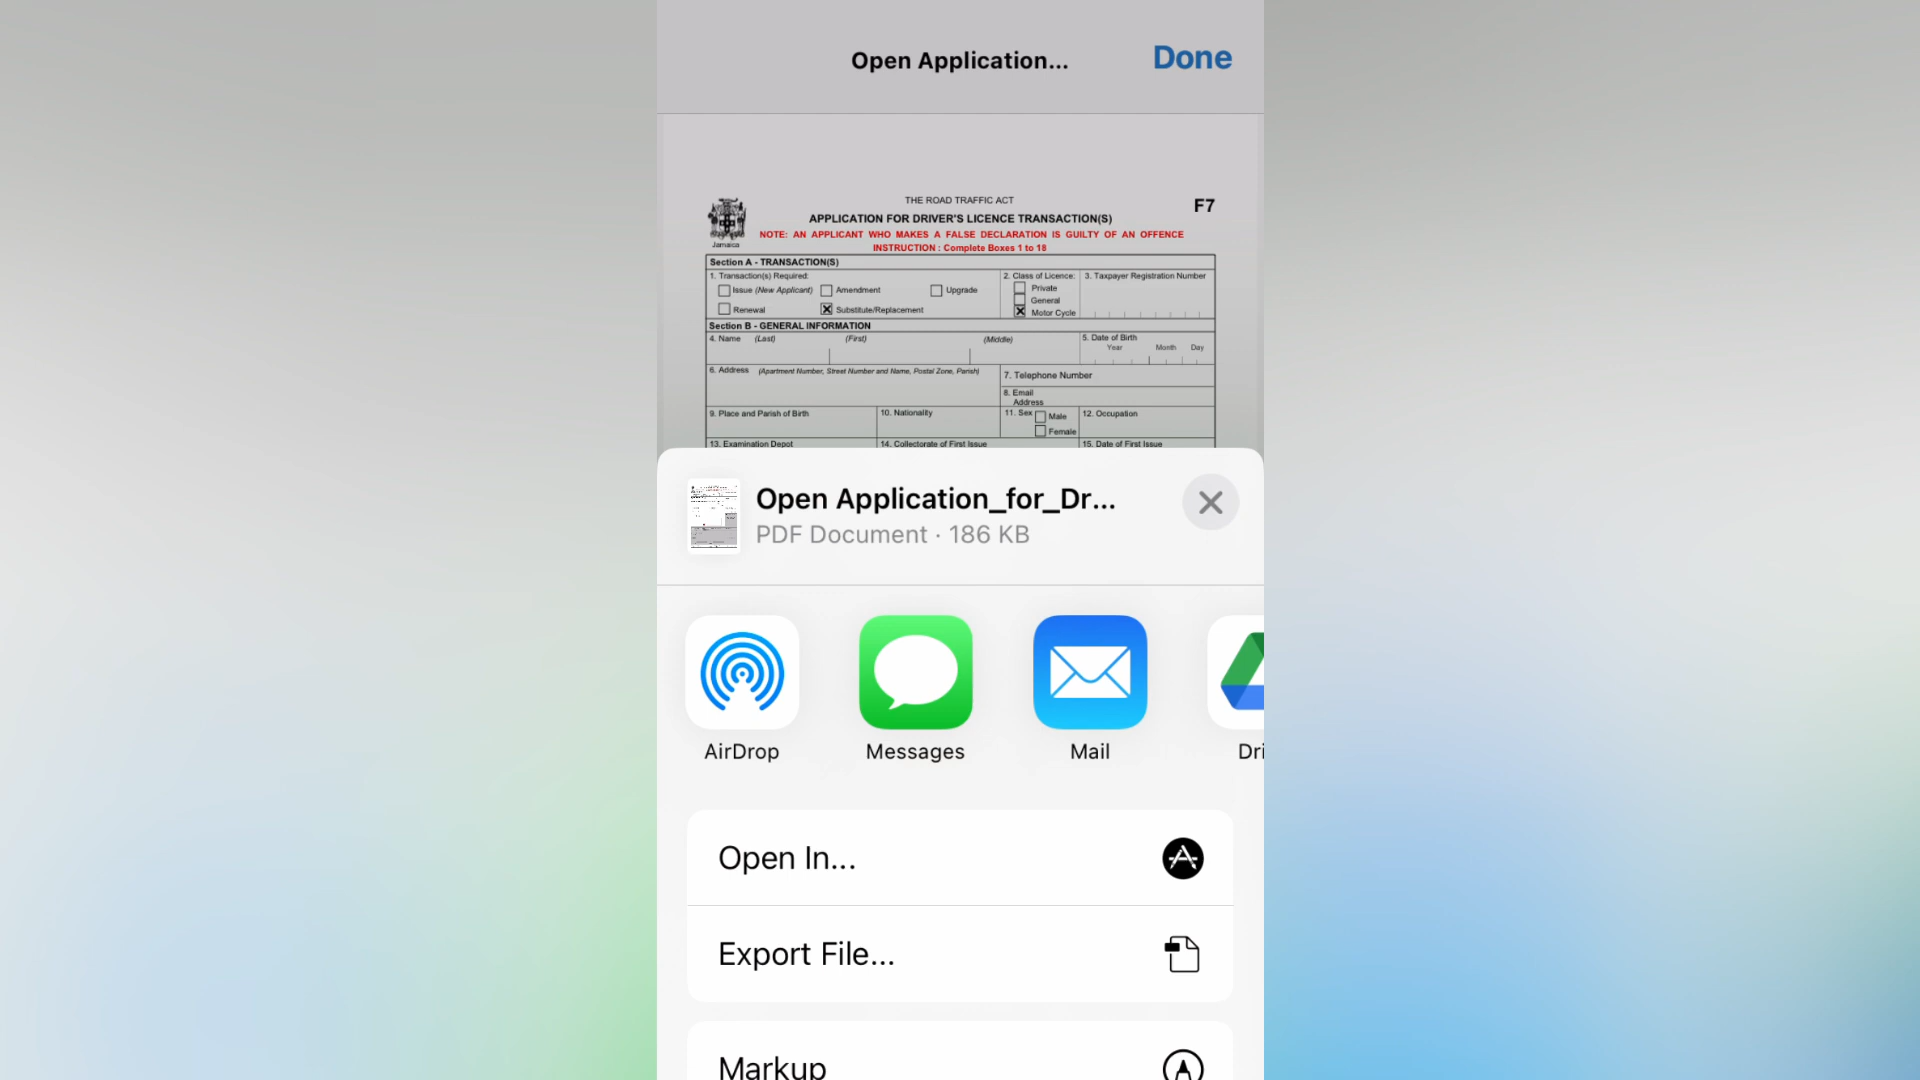 Open Application...
Done
THE ROAD TRAFFIC ACT
F7
APPLICATION FOR DRIVER'S LICENCE TRANSACTION(S)
NOTE: AN APPLICANT WHO MAKES A FALSE DECLARATION IS GUILTY OF AN OFFENCE
Jamaica
INSTRUCTION : Complete Boxes 1 to 18
Section A - TRANSACTION(S)
1. Transaction(s) Required:
2. Class of Licence:
3. Taxpayer Registration Number
Issue (New Applicant)
Amendment
Upgrade
Private
General
Renewal
Substitute/Replacement
Motor Cycle
Section B - GENERAL INFORMATION
4. Name (Last) (First) (Middle)
5. Date of Birth
Year Month Day
6. Address (Apartment Number, Street Number and Name, Postal Zone, Parish)
7. Telephone Number
8. Email
Address
9. Place and Parish of Birth
10. Nationality
11. Sex
Male
Female
12. Occupation
13. Examination Depot
14. Collectorate of First Issue
15. Date of First Issue
Open Application_for_Dr...
PDF Document · 186 KB
AirDrop
Messages
Mail
Dri
Open In...
Export File...
Markup